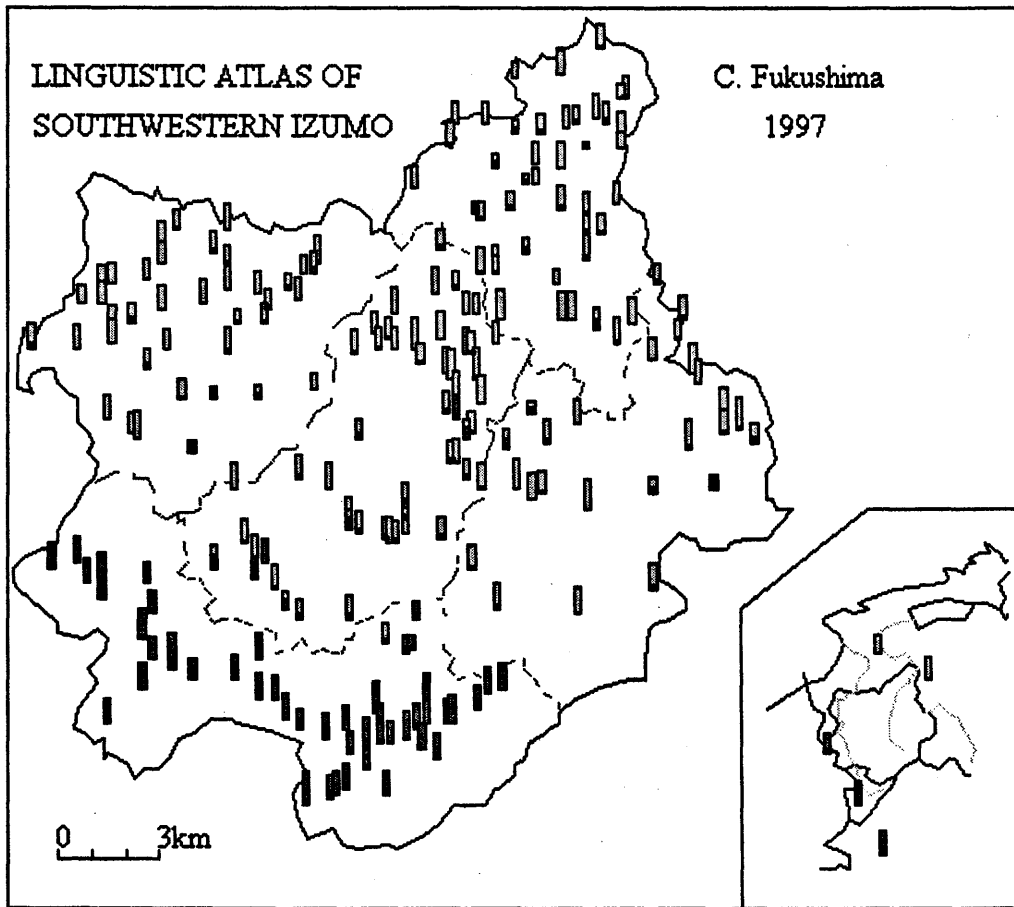 LINGUISTIC ATLAS OF
SOUTHWESTERN IZUMO
C. Fukushima
1997
0 3km